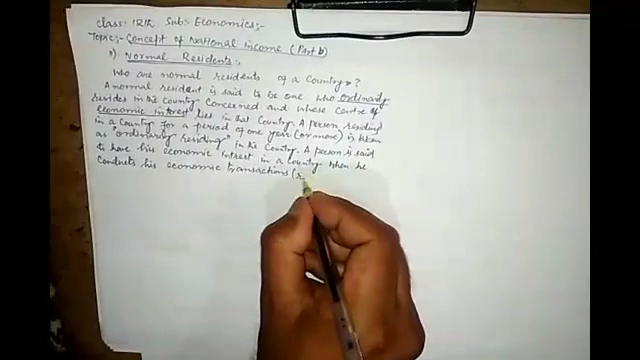 Class: 12th. Sub:- Economics:-
Topic:- Concept of National Income (Part b)
Normal Residents:-
Who are normal residents of a Country?
A normal resident is said to be one who ordinarily
resides in the country concerned and whose centre of
economic interest lies in that country. A person residing
in a country for a period of one year (or more) is taken
as "ordinarily residing" in the country. A person is said
to have his economic interest in a country when he
conducts his economic transactions (